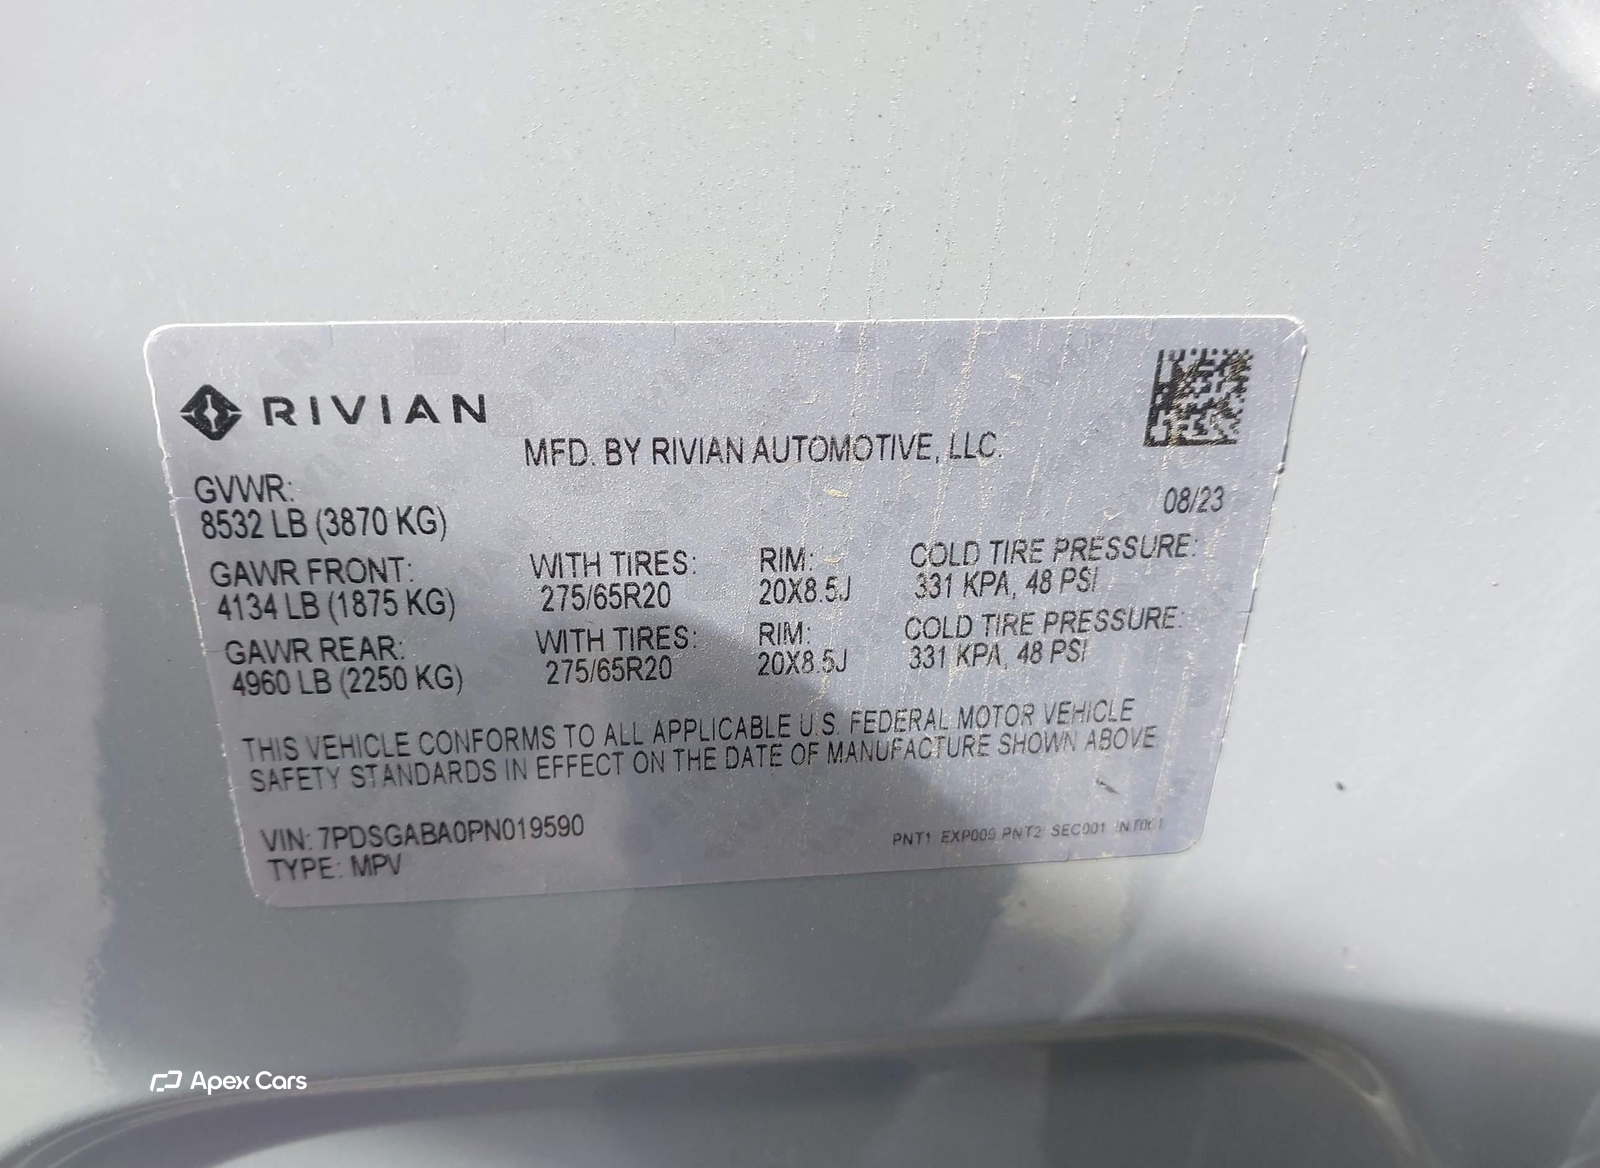 RIVIAN
MFD. BY RIVIAN AUTOMOTIVE, LLC.
GVWR:
8532 LB (3870 KG)
08/23
GAWR FRONT: WITH TIRES: RIM: COLD TIRE PRESSURE:
4134 LB (1875 KG) 275/65R20 20X8.5J 331 KPA, 48 PSI
GAWR REAR: WITH TIRES: RIM: COLD TIRE PRESSURE:
4960 LB (2250 KG) 275/65R20 20X8.5J 331 KPA, 48 PSI
THIS VEHICLE CONFORMS TO ALL APPLICABLE U.S. FEDERAL MOTOR VEHICLE
SAFETY STANDARDS IN EFFECT ON THE DATE OF MANUFACTURE SHOWN ABOVE.
VIN: 7PDSGABA0PN019590
TYPE: MPV
PNT1 EXP009 PNT2 SEC001
Apex Cars